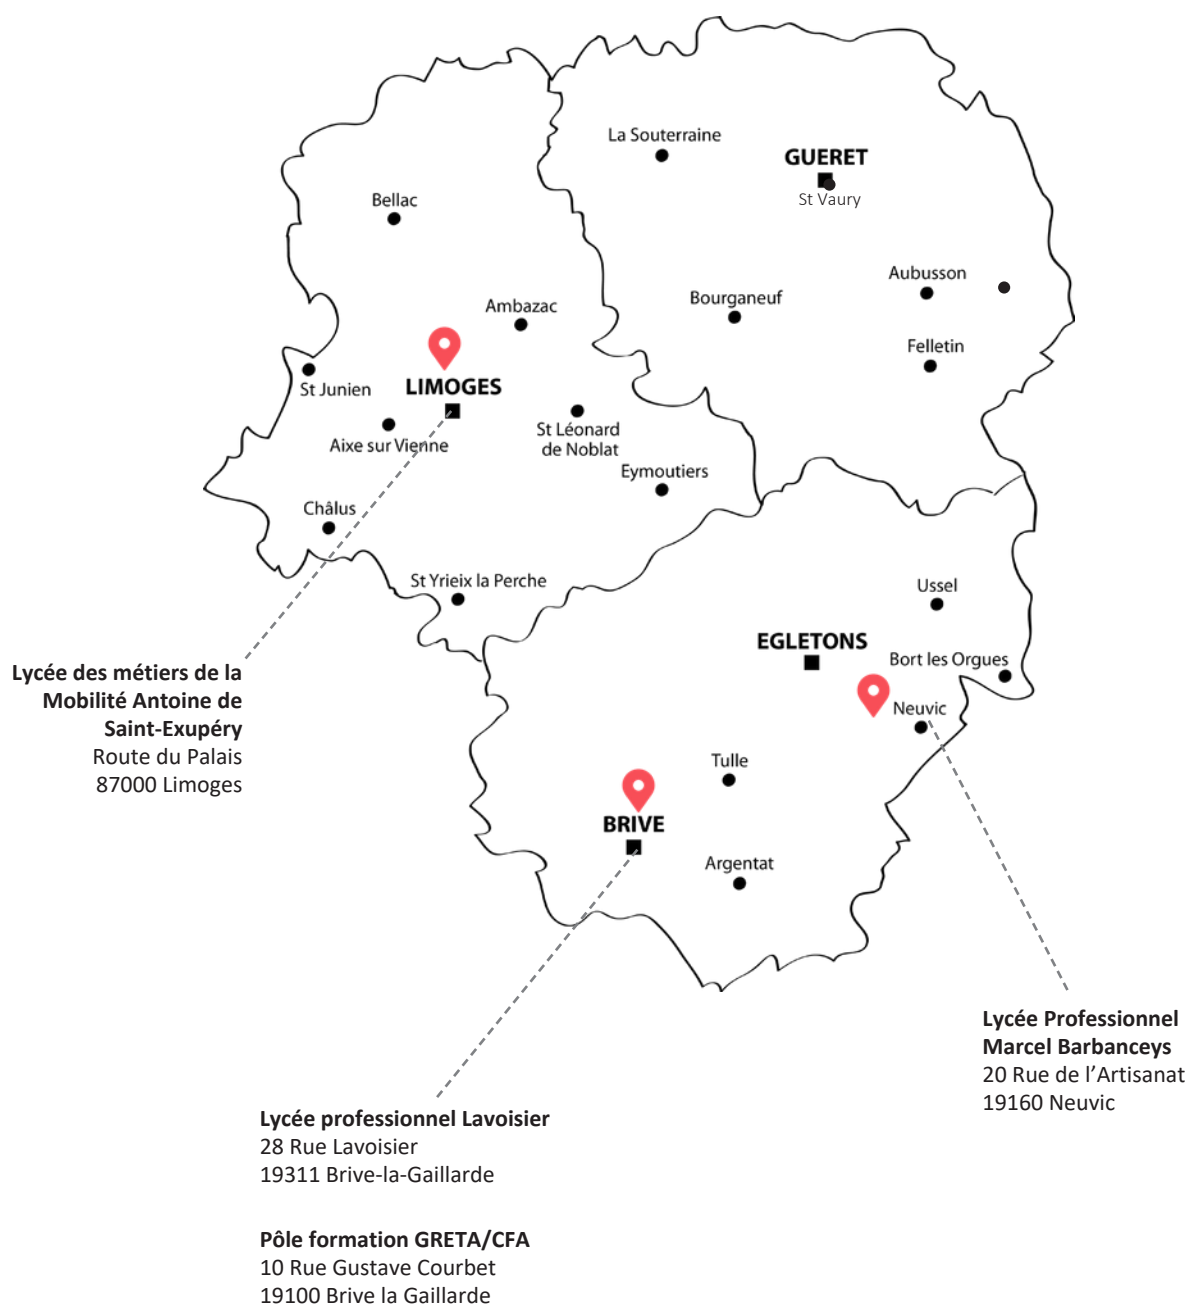 La Souterraine
GUERET
St Vaury
Bellac
Aubusson
Bourganeuf
Ambazac
Felletin
St Junien
LIMOGES
St Léonard
de Noblat
Aixe sur Vienne
Eymoutiers
Châlus
St Yrieix la Perche
Ussel
EGLETONS
Bort les Orgues
Neuvic
Tulle
BRIVE
Argentat
Lycée des métiers de la
Mobilité Antoine de
Saint-Exupéry
Route du Palais
87000 Limoges
Lycée Professionnel
Marcel Barbanceys
20 Rue de l’Artisanat
19160 Neuvic
Lycée professionnel Lavoisier
28 Rue Lavoisier
19311 Brive-la-Gaillarde
Pôle formation GRETA/CFA
10 Rue Gustave Courbet
19100 Brive la Gaillarde